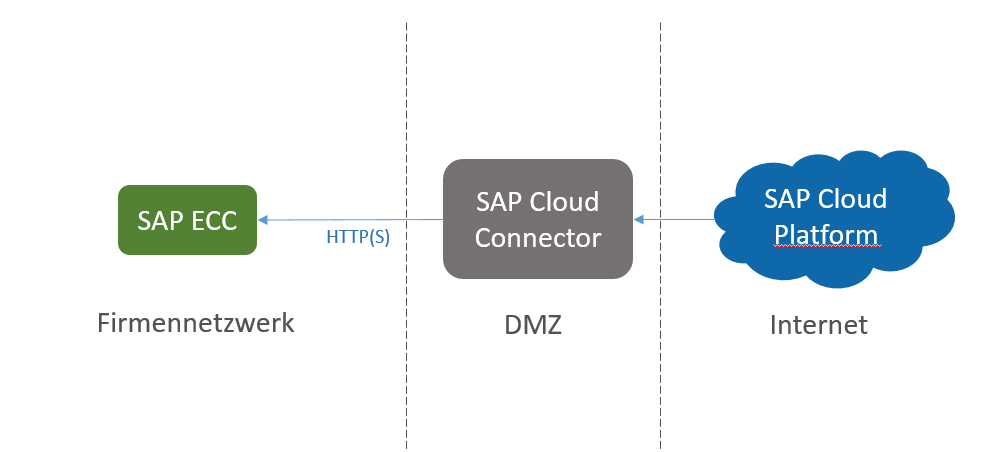 SAP ECC
HTTP(S)
SAP Cloud
Connector
SAP Cloud
Platform
Firmennetzwerk
DMZ
Internet